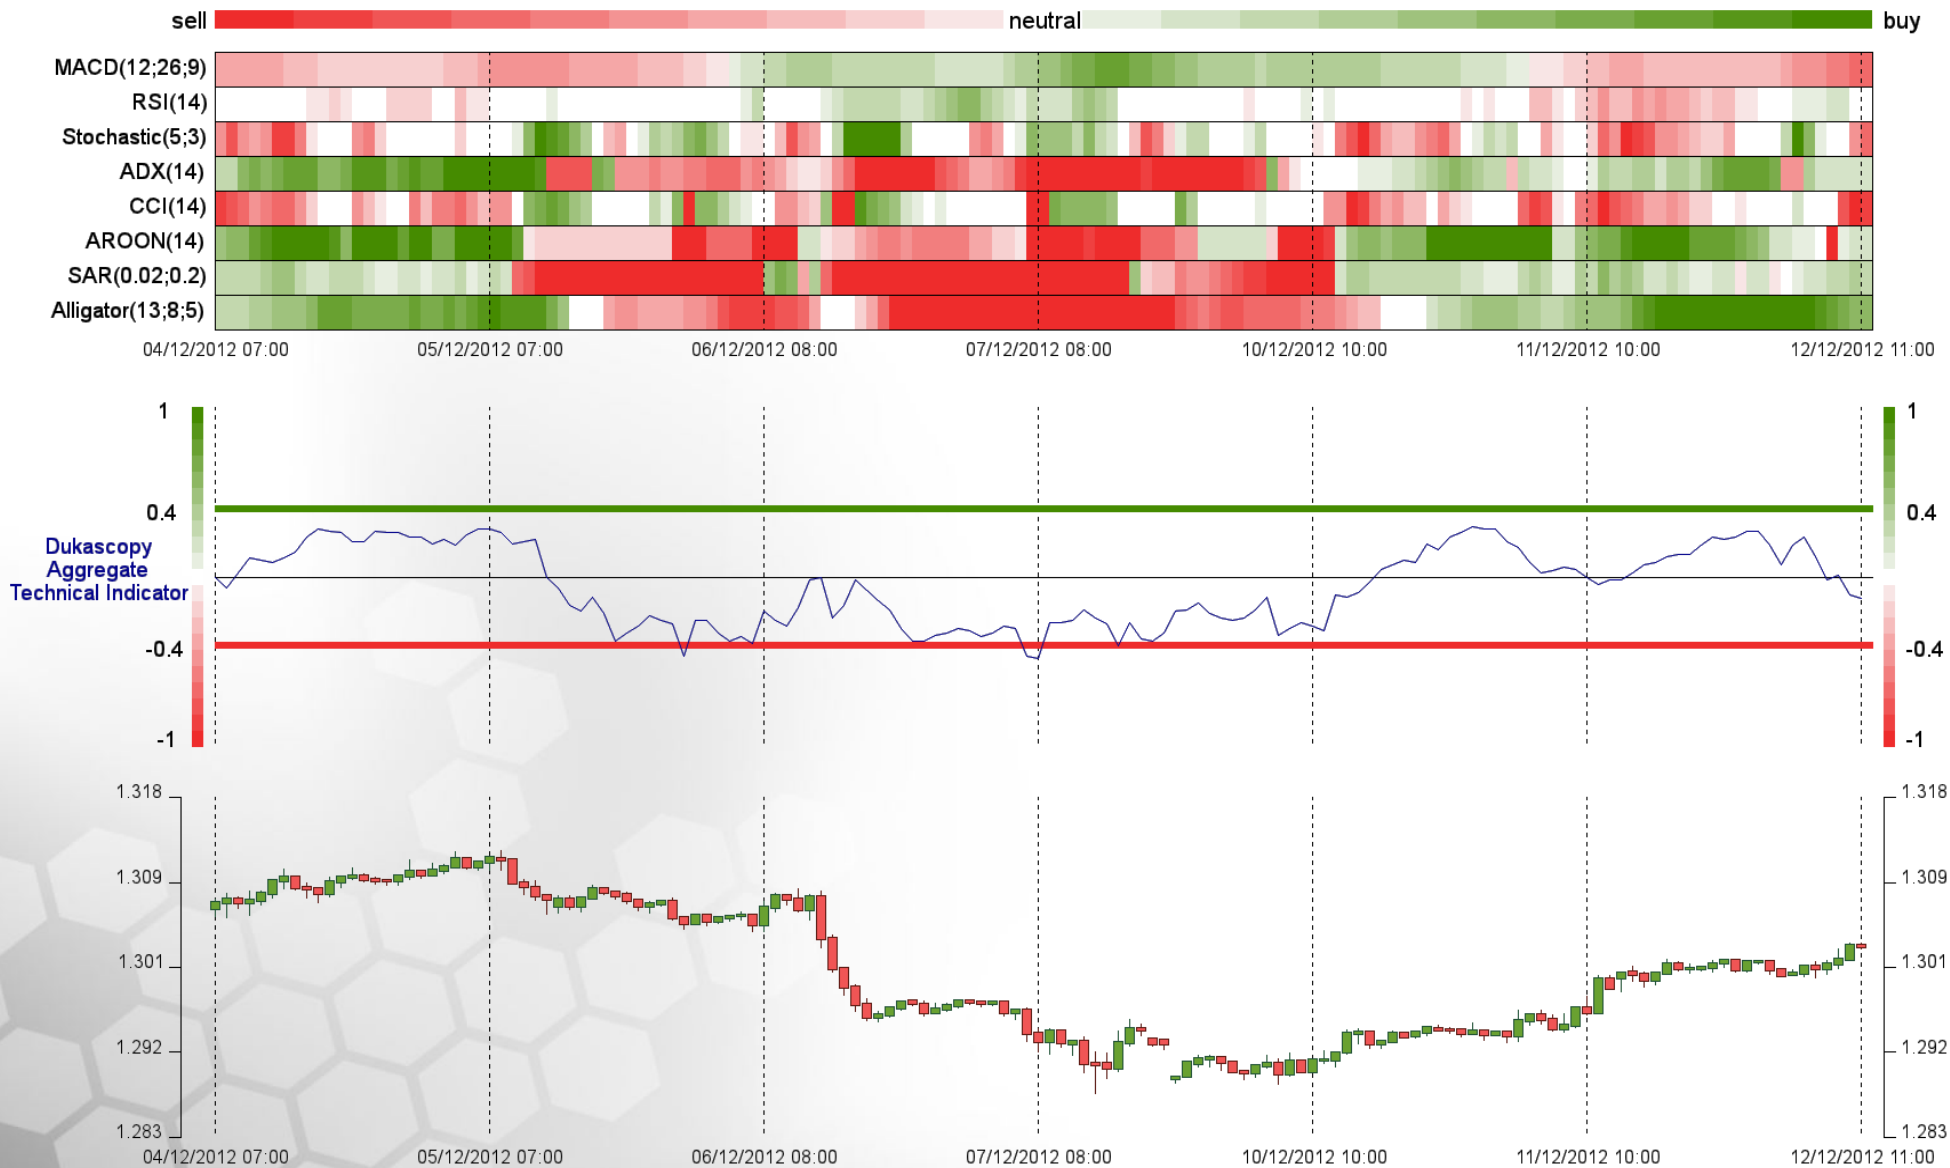 sell neutral buy
MACD(12;26;9)
RSI(14)
Stochastic(5;3)
ADX(14)
CCI(14)
AROON(14)
SAR(0.02;0.2)
Alligator(13;8;5)
04/12/2012 07:00 05/12/2012 07:00 06/12/2012 08:00 07/12/2012 08:00 10/12/2012 10:00 11/12/2012 10:00 12/12/2012 11:00
1 1
0.4 0.4
Dukascopy
Aggregate
Technical Indicator
-0.4 -0.4
-1 -1
1.318 1.318
1.309 1.309
1.301 1.301
1.292 1.292
1.283 1.283
04/12/2012 07:00 05/12/2012 07:00 06/12/2012 08:00 07/12/2012 08:00 10/12/2012 10:00 11/12/2012 10:00 12/12/2012 11:00